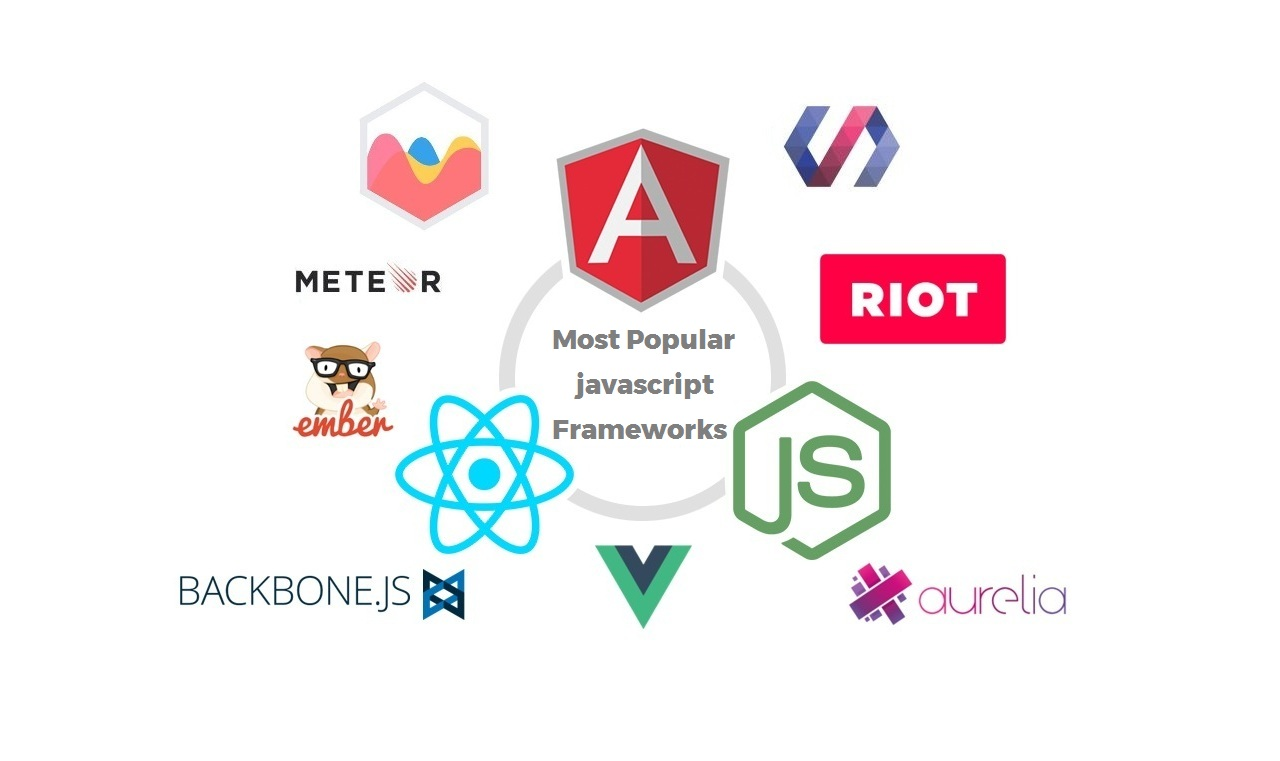 A
METEOR
RIOT
Most Popular
javascript
Frameworks
ember
JS
BACKBONE.JS
aurelia